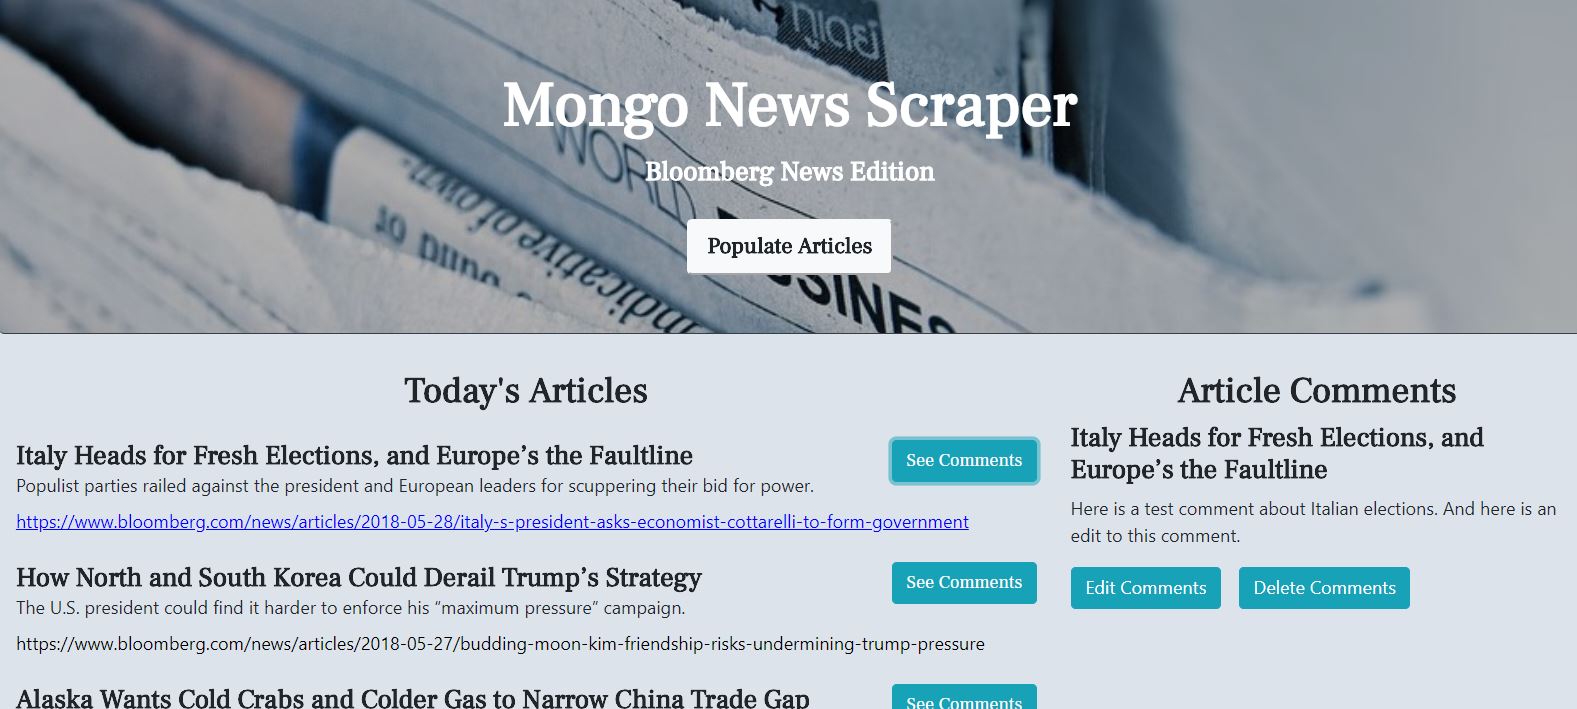 Mongo News Scraper
Bloomberg News Edition
WORLD
Populate Articles
Today's Articles
Italy Heads for Fresh Elections, and Europe’s the Faultline
See Comments
Populist parties railed against the president and European leaders for scuppering their bid for power.
https://www.bloomberg.com/news/articles/2018-05-28/italy-s-president-asks-economist-cottarelli-to-form-government
How North and South Korea Could Derail Trump’s Strategy
See Comments
The U.S. president could find it harder to enforce his “maximum pressure” campaign.
https://www.bloomberg.com/news/articles/2018-05-27/budding-moon-kim-friendship-risks-undermining-trump-pressure
Alaska Wants Cold Crabs and Colder Gas to Narrow China Trade Gap
See Comments
Article Comments
Italy Heads for Fresh Elections, and
Europe’s the Faultline
Here is a test comment about Italian elections. And here is an
edit to this comment.
Edit Comments
Delete Comments